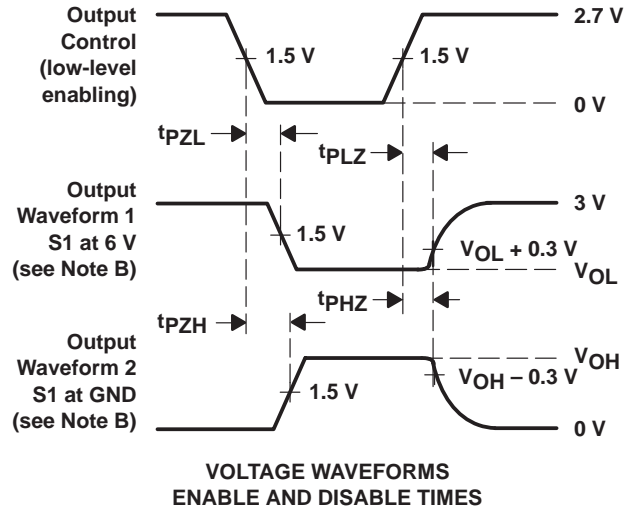 Output
Control
(low-level
enabling)
2.7 V
1.5 V
1.5 V
0 V
tPZL
tPLZ
Output
Waveform 1
S1 at 6 V
(see Note B)
3 V
1.5 V
VOL + 0.3 V
VOL
tPHZ
tPZH
Output
Waveform 2
S1 at GND
(see Note B)
VOH
1.5 V
VOH – 0.3 V
0 V
VOLTAGE WAVEFORMS
ENABLE AND DISABLE TIMES